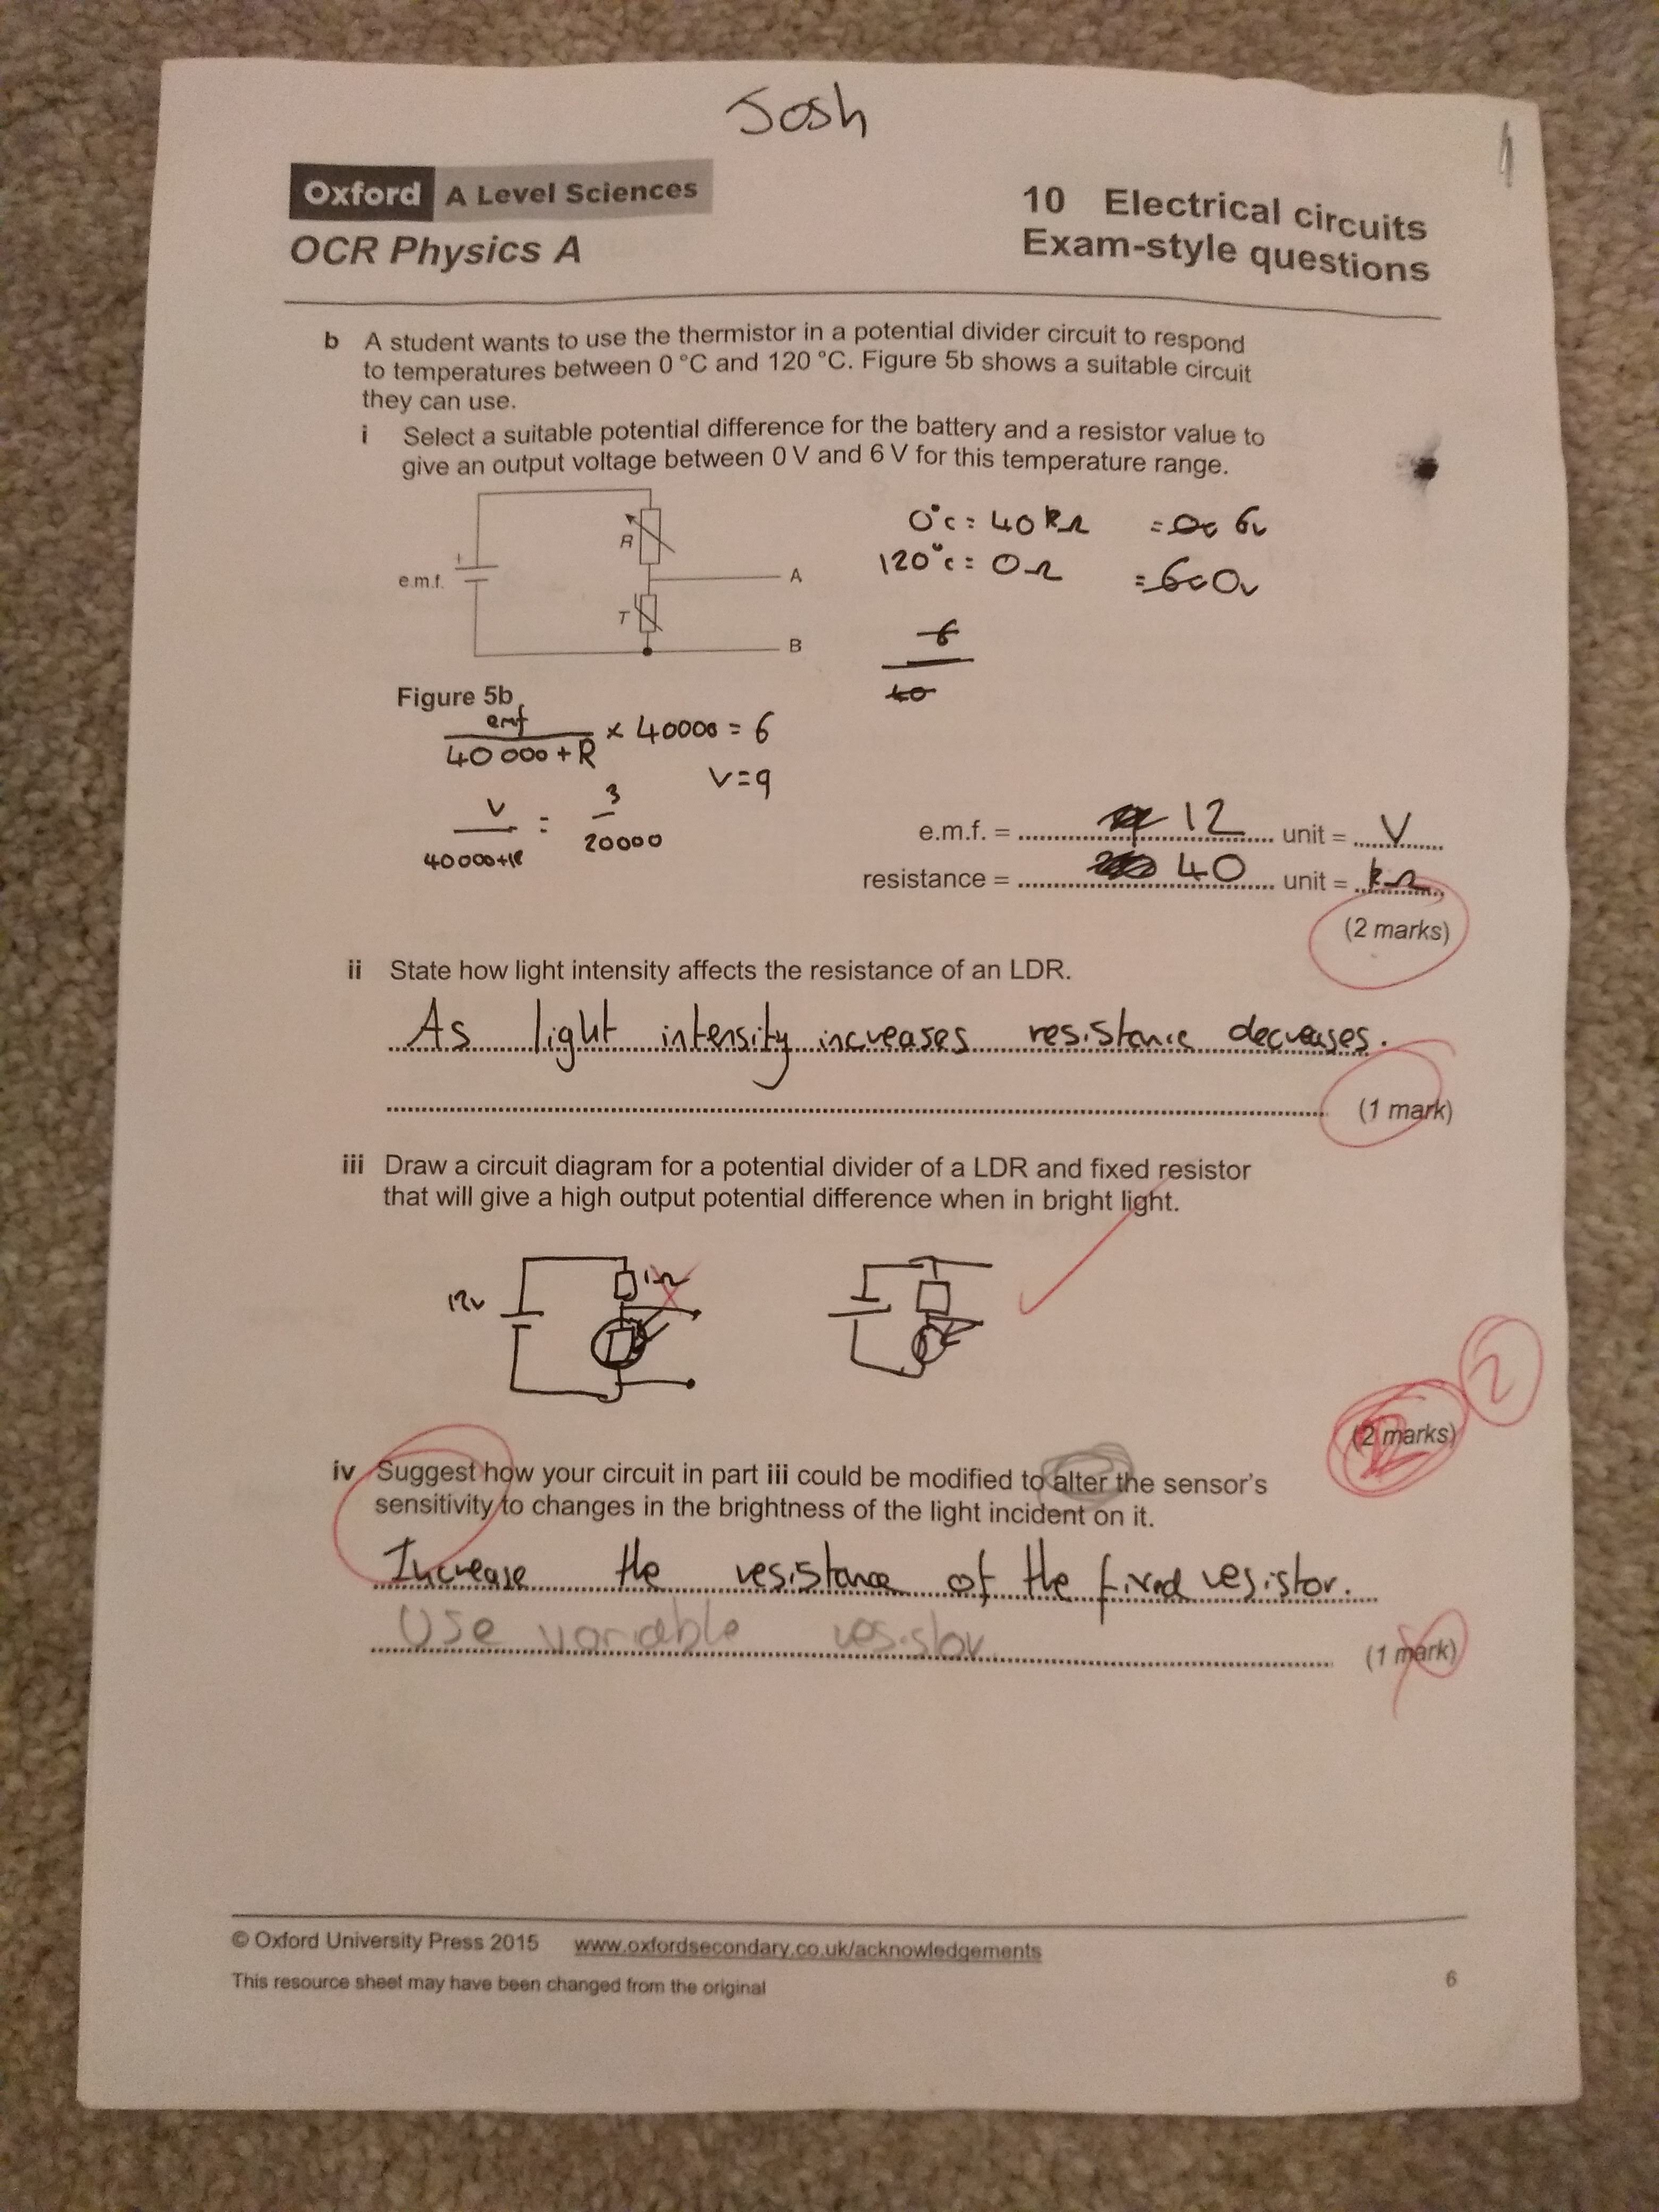 Josh
Oxford A Level Sciences
OCR Physics A
10 Electrical circuits
Exam-style questions
b A student wants to use the thermistor in a potential divider circuit to respond
to temperatures between 0 °C and 120 °C. Figure 5b shows a suitable circuit
they can use.
i Select a suitable potential difference for the battery and a resistor value to
give an output voltage between 0 V and 6 V for this temperature range.
0°c = 40 kΩ = 6v
120°c = 0Ω = 0v
R
A
e.m.f.
+
T
B
6
40
Figure 5b
emf / 40 000 + R × 40000 = 6
V = 9
V / 40000+R = 3 / 20000
e.m.f. = 12 unit = V
resistance = 40 unit = kΩ
(2 marks)
ii State how light intensity affects the resistance of an LDR.
As light intensity increases resistance decreases.
(1 mark)
iii Draw a circuit diagram for a potential divider of a LDR and fixed resistor
that will give a high output potential difference when in bright light.
12v
1Ω
2
(2 marks)
iv Suggest how your circuit in part iii could be modified to alter the sensor's
sensitivity to changes in the brightness of the light incident on it.
Increase the resistance of the fixed resistor.
Use variable resistor
(1 mark)
© Oxford University Press 2015 www.oxfordsecondary.co.uk/acknowledgements
This resource sheet may have been changed from the original
6